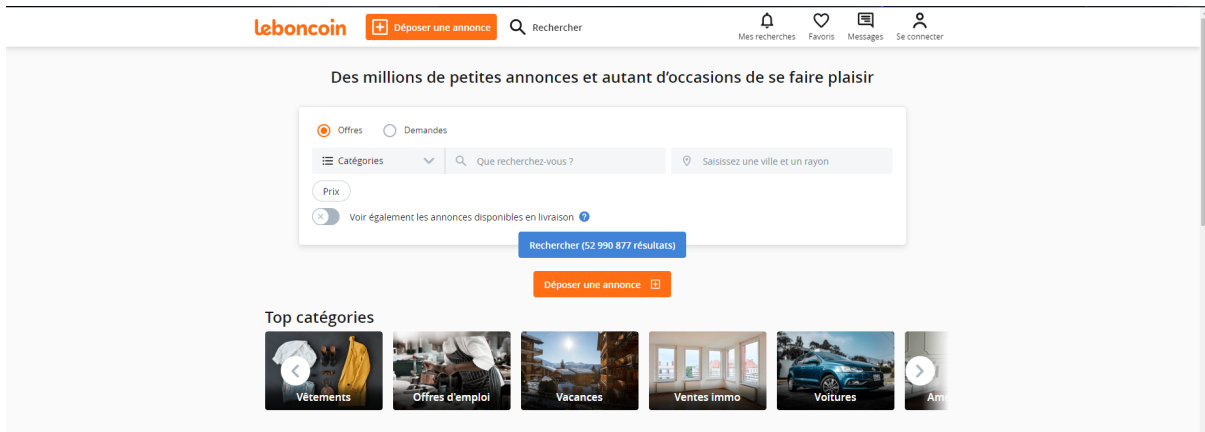 leboncoin
Déposer une annonce
Rechercher
Mes recherches
Favoris
Messages
Se connecter
Des millions de petites annonces et autant d'occasions de se faire plaisir
Offres
Demandes
Catégories
Que recherchez-vous ?
Saisissez une ville et un rayon
Prix
Voir également les annonces disponibles en livraison ?
Rechercher (52 990 877 résultats)
Déposer une annonce
Top catégories
Vêtements
Offres d'emploi
Vacances
Ventes immo
Voitures